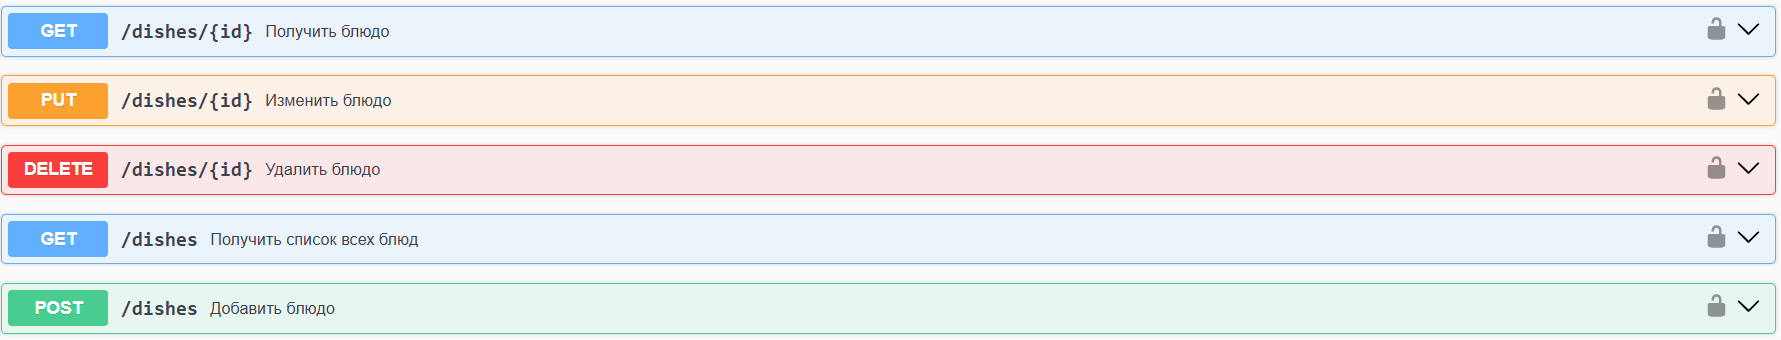 GET /dishes/{id} Получить блюдо
PUT /dishes/{id} Изменить блюдо
DELETE /dishes/{id} Удалить блюдо
GET /dishes Получить список всех блюд
POST /dishes Добавить блюдо